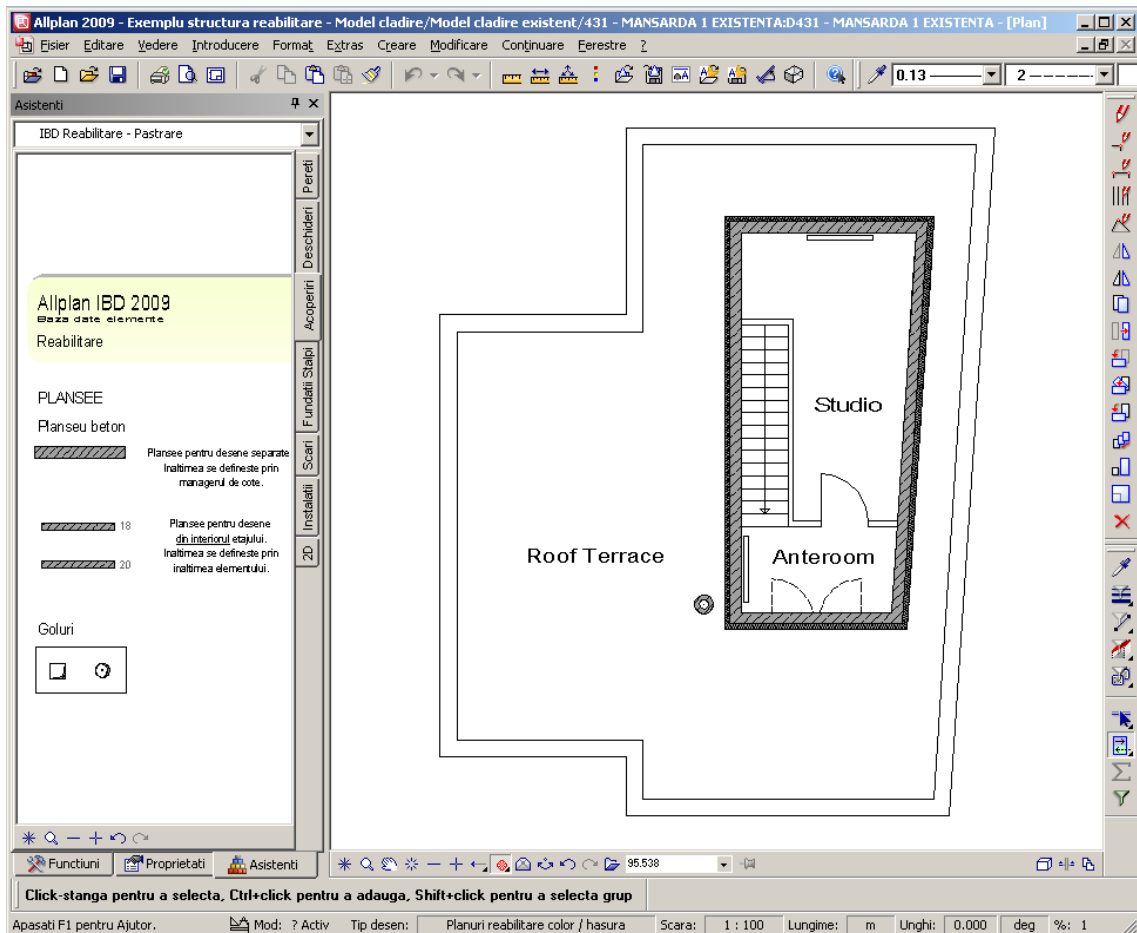 Allplan 2009 - Exemplu structura reabilitare - Model cladire/Model cladire existent/431 - MANSARDA 1 EXISTENTA:D431 - MANSARDA 1 EXISTENTA - [Plan]
Fisier Editare Vedere Introducere Format Extras Creare Modificare Continuare Ferestre ?
0.13 2
Asistenti
IBD Reabilitare - Pastrare
Pereti
Deschideri
Acoperiri
Fundatii Stalpi
Scari
Instalatii
2D
Allplan IBD 2009
Baza date elemente
Reabilitare
PLANSEE
Planseu beton
Plansee pentru desene separate
Inaltimea se defineste prin
managerul de cote.
18
Plansee pentru desene
din interiorul etajului.
Inaltimea se defineste prin
inaltimea elementului.
20
Goluri
Studio
Roof Terrace
Anteroom
Functiuni Proprietati Asistenti
95.538
Click-stanga pentru a selecta, Ctrl+click pentru a adauga, Shift+click pentru a selecta grup
Apasati F1 pentru Ajutor. Mod: ? Activ Tip desen: Planuri reabilitare color / hasura Scara: 1 : 100 Lungime: m Unghi: 0.000 deg %: 1